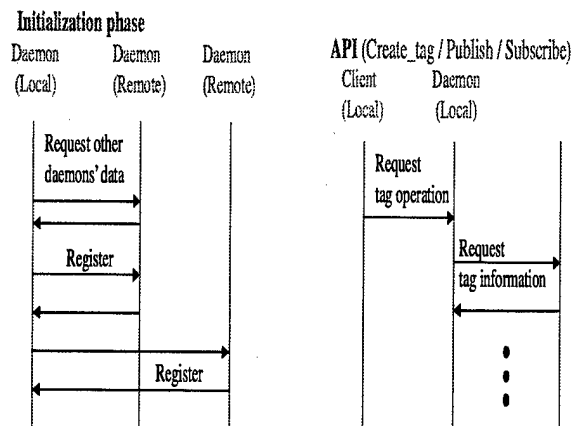 Initialization phase
Daemon Daemon Daemon
(Local) (Remote) (Remote)
Request other
daemons' data
Register
Register
API (Create_tag / Publish / Subscribe)
Client Daemon
(Local) (Local)
Request
tag operation
Request
tag information